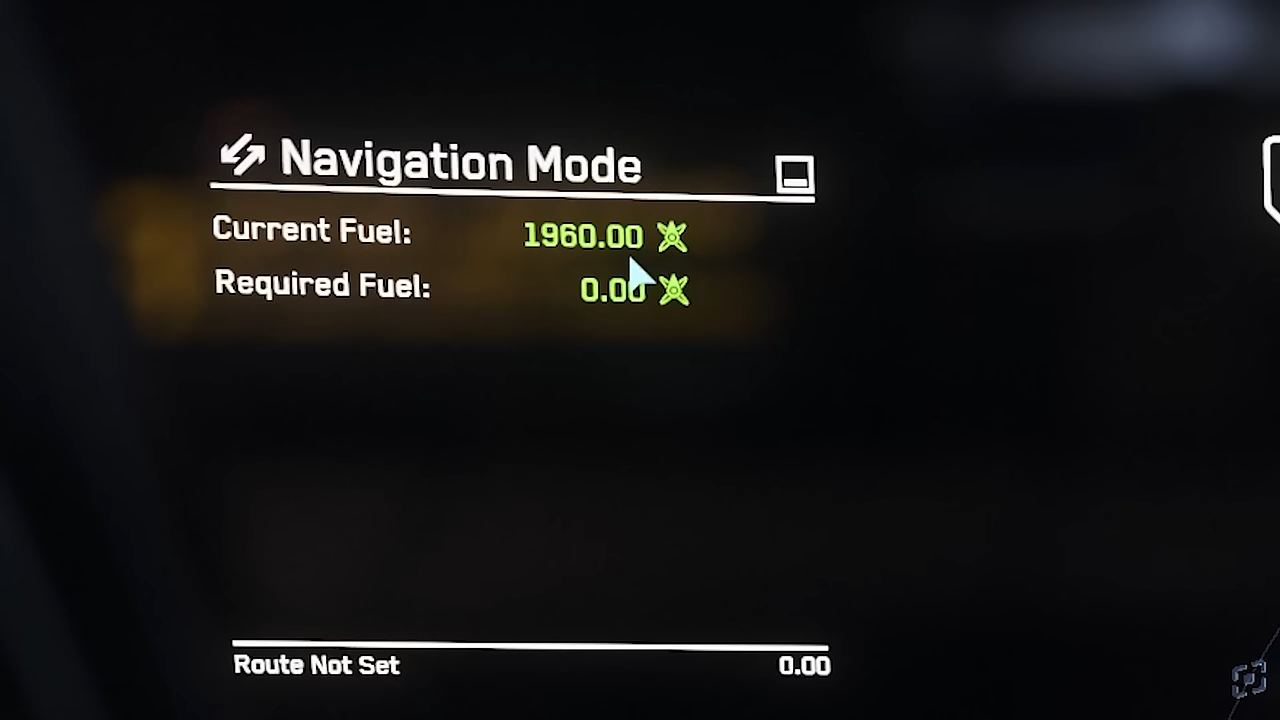 Navigation Mode
Current Fuel: 1960.00
Required Fuel: 0.00
Route Not Set 0.00